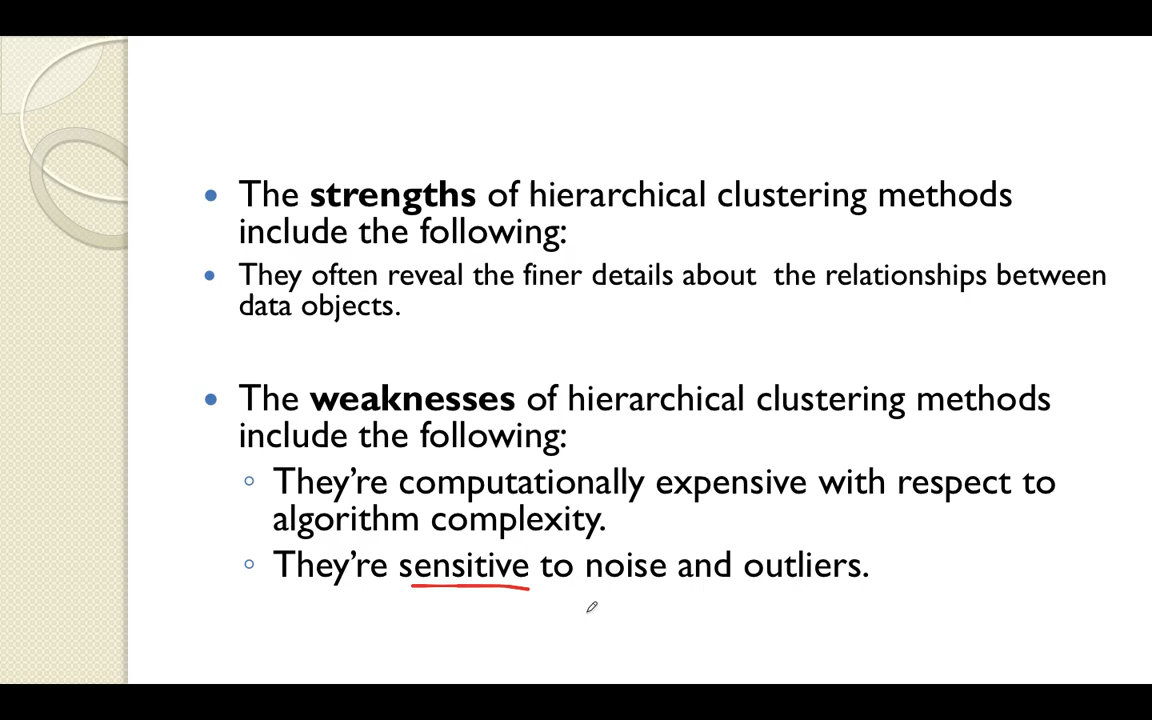 • The strengths of hierarchical clustering methods
include the following:
• They often reveal the finer details about  the relationships between
data objects.
• The weaknesses of hierarchical clustering methods
include the following:
◦ They’re computationally expensive with respect to
algorithm complexity.
◦ They’re sensitive to noise and outliers.